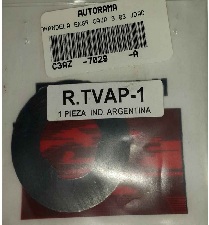 AUTORAMA
C3AZ -7029 -A
R.TVAP-1
1 PIEZA IND. ARGENTINA